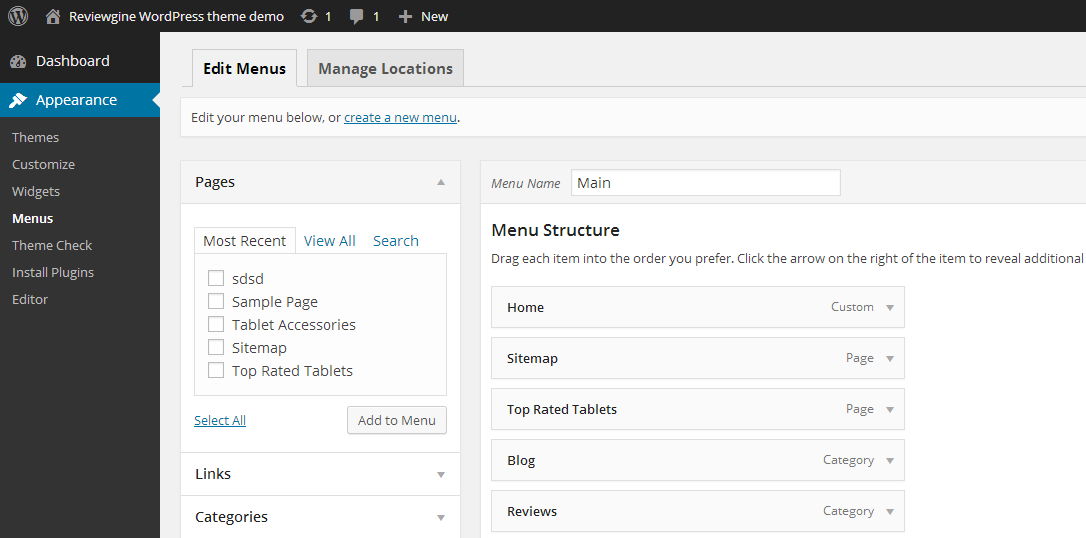 Reviewgine WordPress theme demo 1 1 New
Dashboard
Appearance
Themes
Customize
Widgets
Menus
Theme Check
Install Plugins
Editor
Edit Menus Manage Locations
Edit your menu below, or create a new menu.
Pages
Most Recent View All Search
sdsd
Sample Page
Tablet Accessories
Sitemap
Top Rated Tablets
Select All Add to Menu
Links
Categories
Menu Name Main
Menu Structure
Drag each item into the order you prefer. Click the arrow on the right of the item to reveal additional
Home Custom
Sitemap Page
Top Rated Tablets Page
Blog Category
Reviews Category